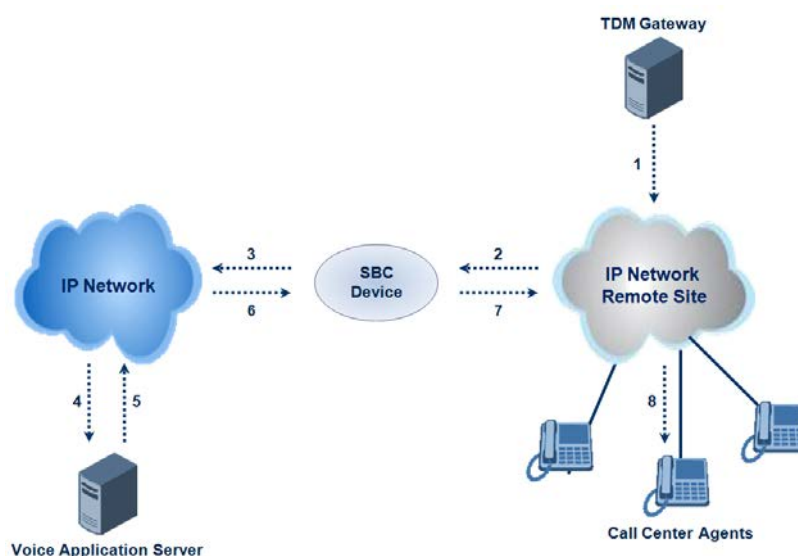 TDM Gateway
1
3
2
IP Network
SBC
Device
IP Network
Remote Site
6
7
4
5
8
Voice Application Server
Call Center Agents